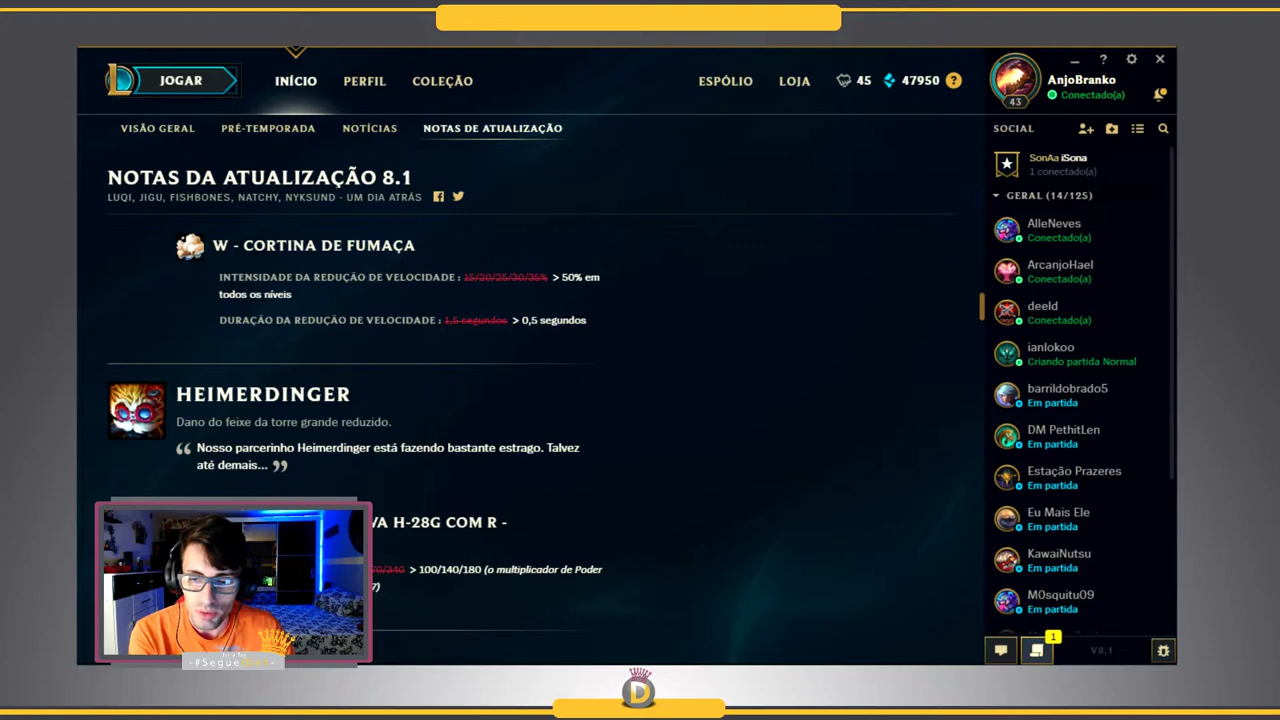 JOGAR
INÍCIO
PERFIL
COLEÇÃO
ESPÓLIO
LOJA
45
47950
?
?
43
AnjoBranko
Conectado(a)
VISÃO GERAL
PRÉ-TEMPORADA
NOTÍCIAS
NOTAS DE ATUALIZAÇÃO
NOTAS DA ATUALIZAÇÃO 8.1
LUQI, JIGU, FISHBONES, NATCHY, NYKSUND - UM DIA ATRÁS
W - CORTINA DE FUMAÇA
INTENSIDADE DA REDUÇÃO DE VELOCIDADE : 15/20/25/30/35% > 50% em
todos os níveis
DURAÇÃO DA REDUÇÃO DE VELOCIDADE : 1,5 segundos > 0,5 segundos
HEIMERDINGER
Dano do feixe da torre grande reduzido.
Nosso parcerinho Heimerdinger está fazendo bastante estrago. Talvez
até demais...
VA H-28G COM R -
70/340 > 100/140/180 (o multiplicador de Poder
7)
-#Segue
SOCIAL
SonAa iSona
1 conectado(a)
GERAL (14/125)
AlleNeves
Conectado(a)
ArcanjoHael
Conectado(a)
deeld
Conectado(a)
ianlokoo
Criando partida Normal
barrildobrado5
Em partida
DM PethitLen
Em partida
Estação Prazeres
Em partida
Eu Mais Ele
Em partida
KawaiNutsu
Em partida
M0squitu09
Em partida
1
V8.1
D